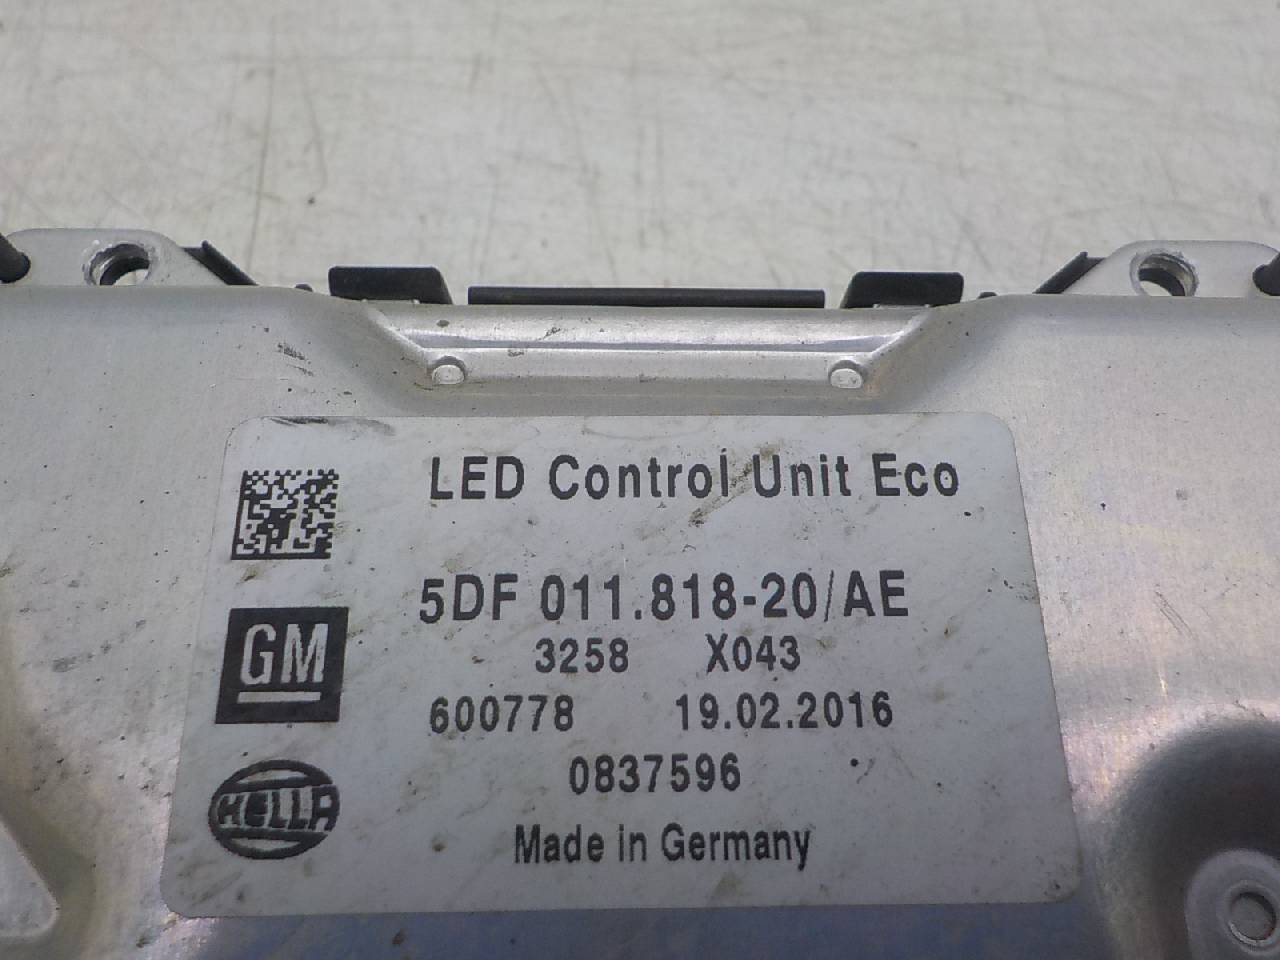 LED Control Unit Eco
5DF 011.818-20/AE
3258 X043
GM
600778 19.02.2016
0837596
HELLA
Made in Germany